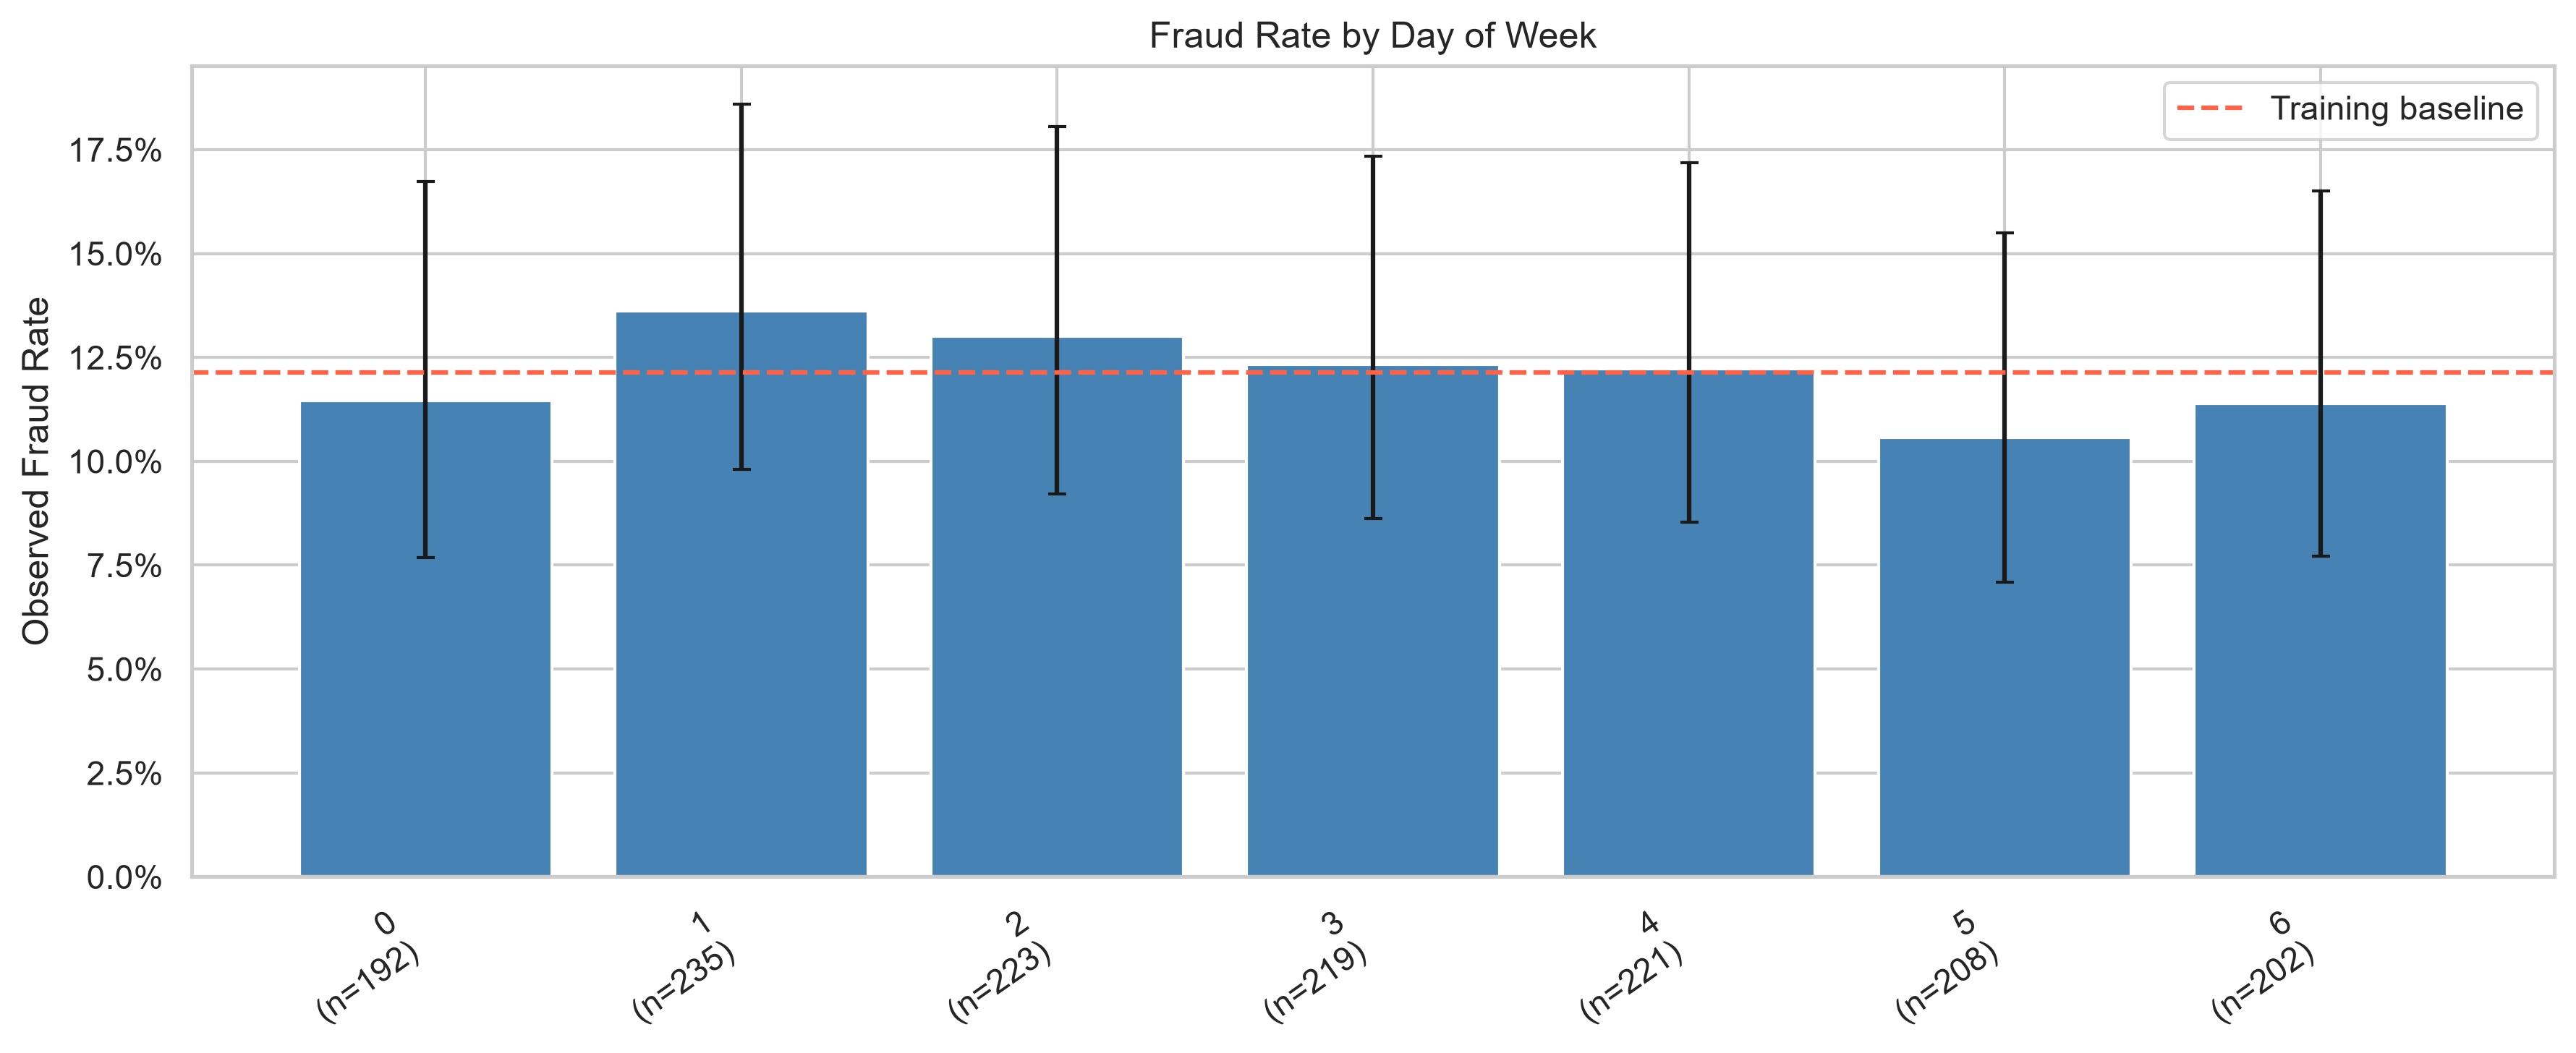 Fraud Rate by Day of Week
Training baseline
Observed Fraud Rate
17.5%
15.0%
12.5%
10.0%
7.5%
5.0%
2.5%
0.0%
0
(n=192)
1
(n=235)
2
(n=223)
3
(n=219)
4
(n=221)
5
(n=208)
6
(n=202)